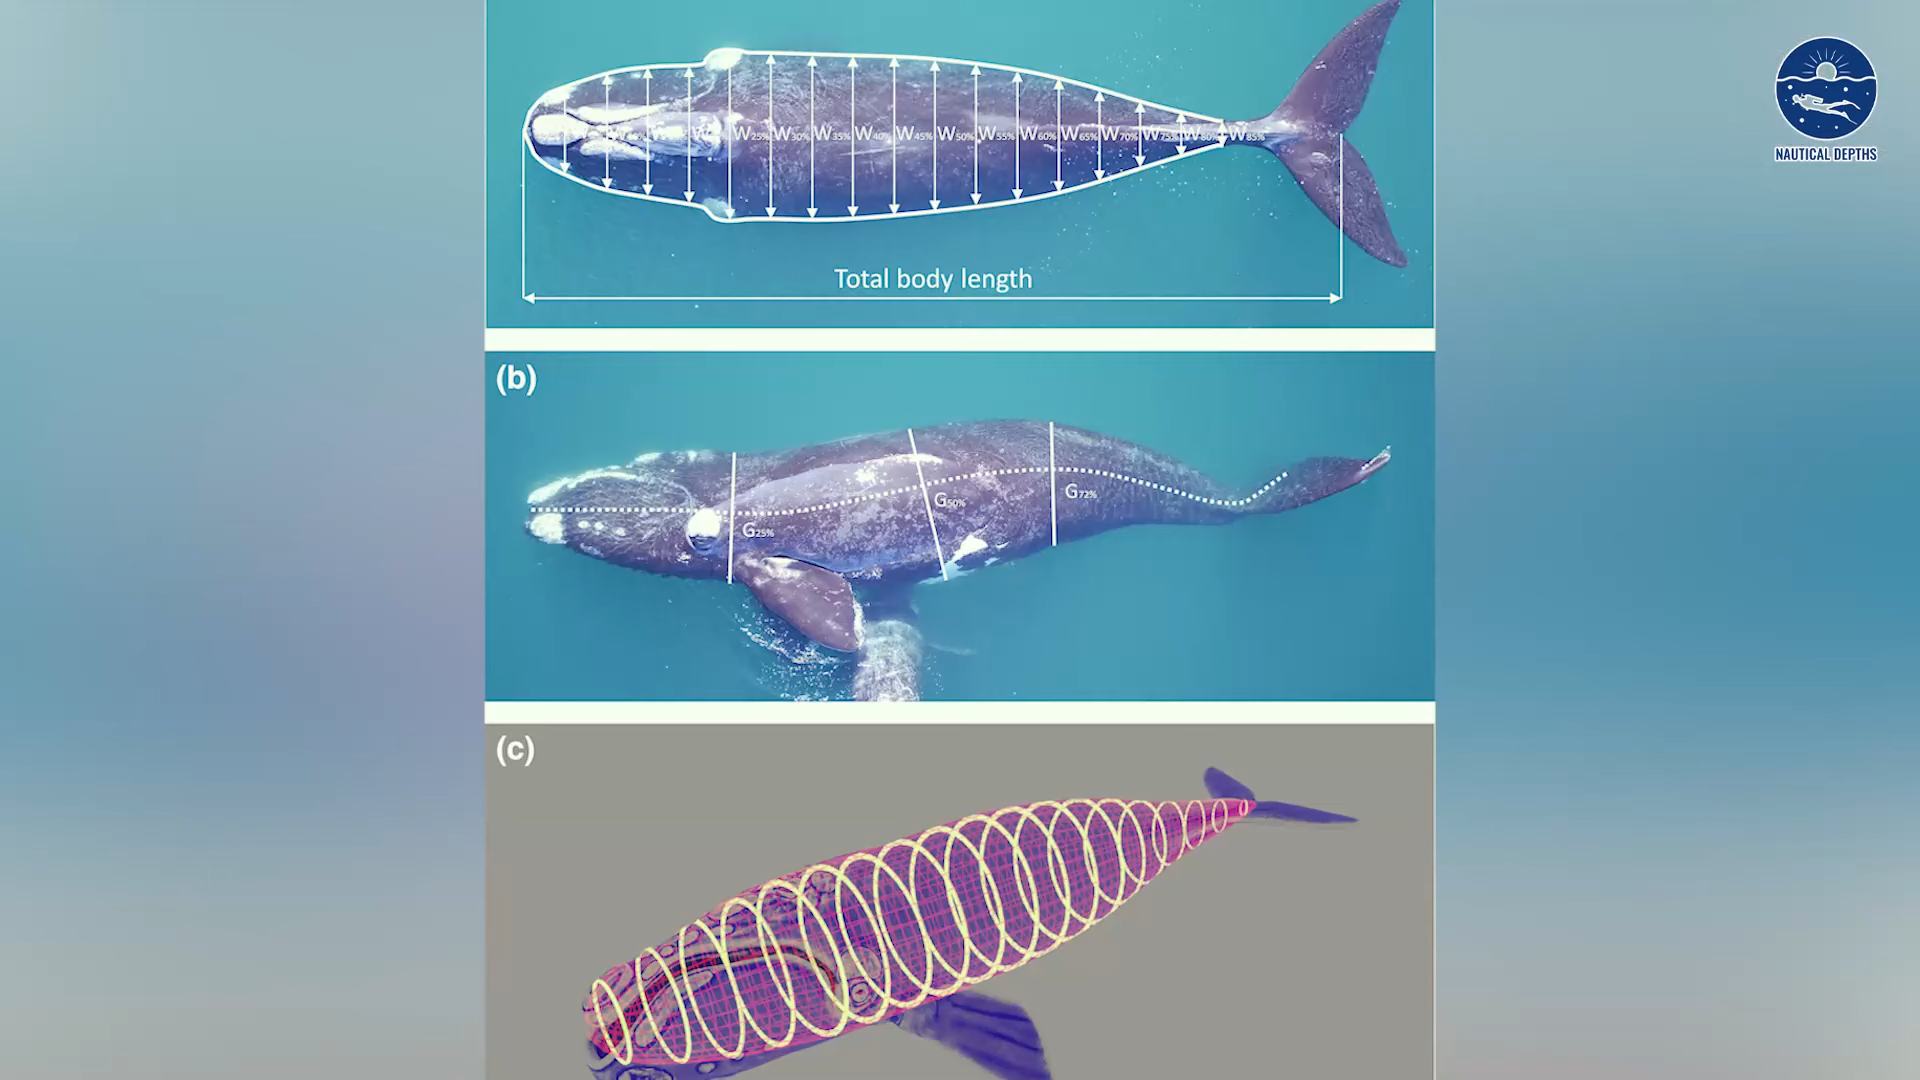 W25% W30% W35% W40% W45% W50% W55% W60% W65% W70% W75% W80% W85%
Total body length
NAUTICAL DEPTHS
(b)
G25%
G50%
G72%
(c)